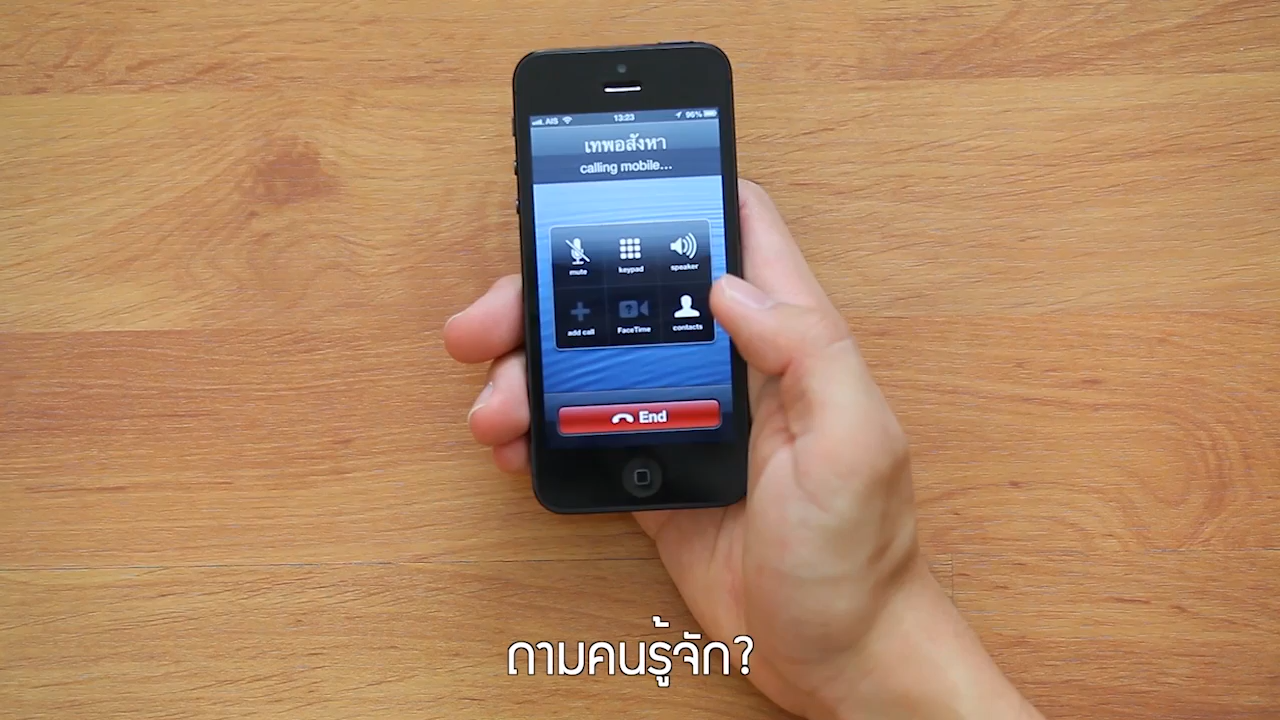 AIS 13:23 96%
เทพอสังหา
calling mobile...
mute keypad speaker
add call FaceTime contacts
End
ถามคนรู้จัก?